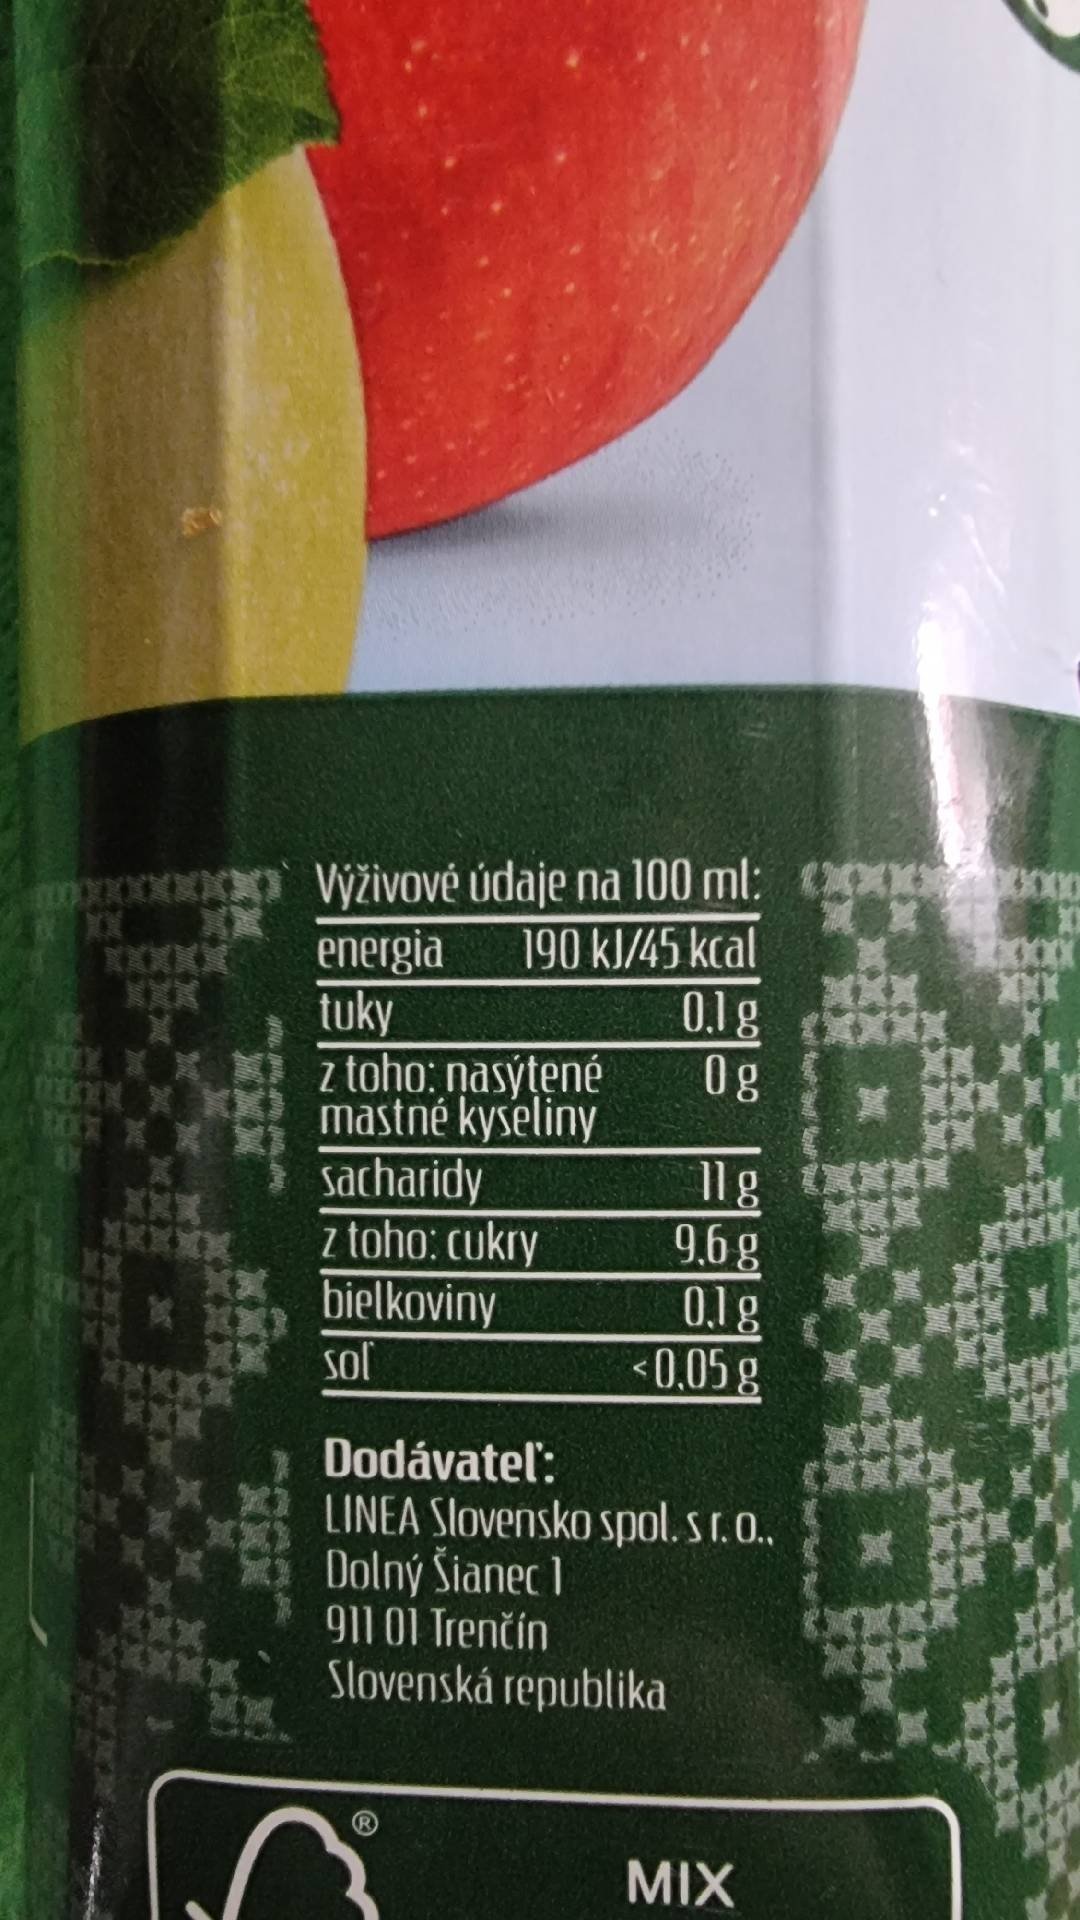 Výživové údaje na 100 ml:
energia 190 kJ/45 kcal
tuky 0,1 g
z toho: nasýtené 0 g
mastné kyseliny
sacharidy 11 g
z toho: cukry 9,6 g
bielkoviny 0,1 g
soľ <0,05 g
Dodávateľ:
LINEA Slovensko spol. s r. o.,
Dolný Šianec 1
911 01 Trenčín
Slovenská republika
®
MIX